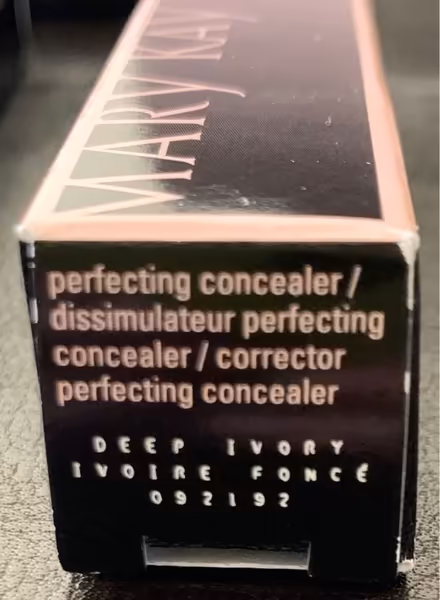 MARY KAY
perfecting concealer /
dissimulateur perfecting
concealer / corrector
perfecting concealer
DEEP IVORY
IVOIRE FONCÉ
092192